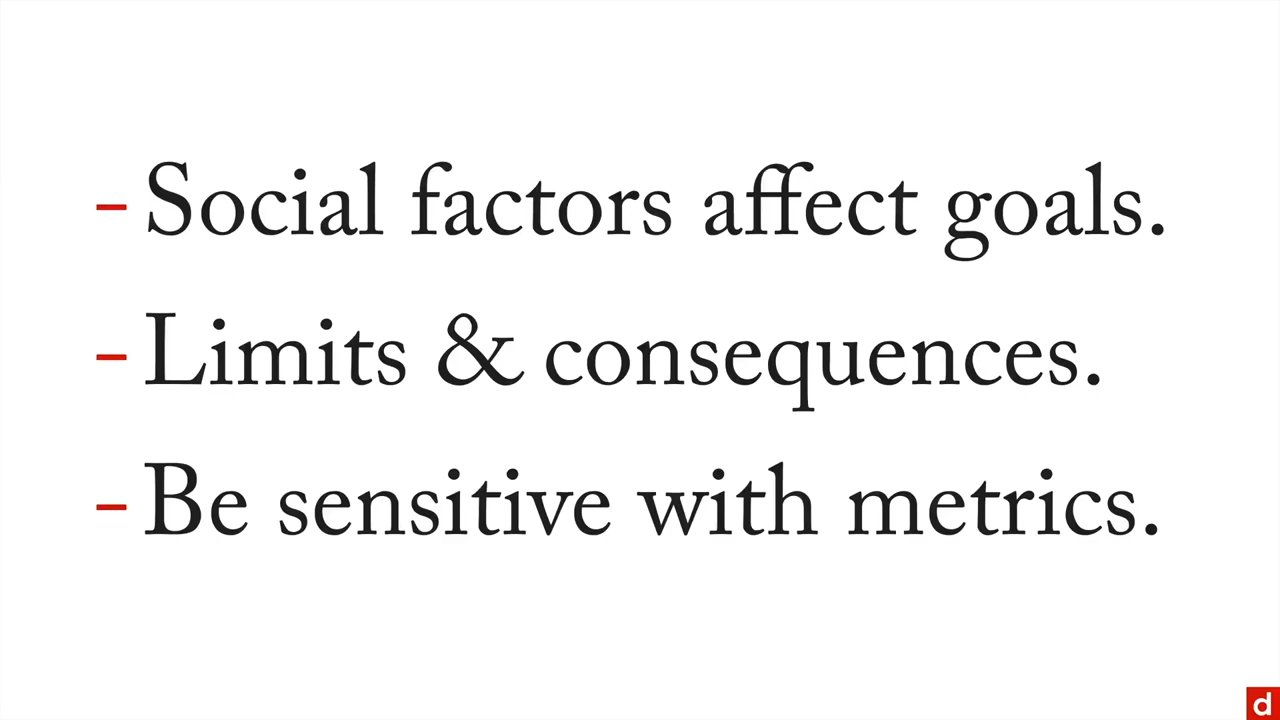 - Social factors affect goals.
- Limits & consequences.
- Be sensitive with metrics.
d